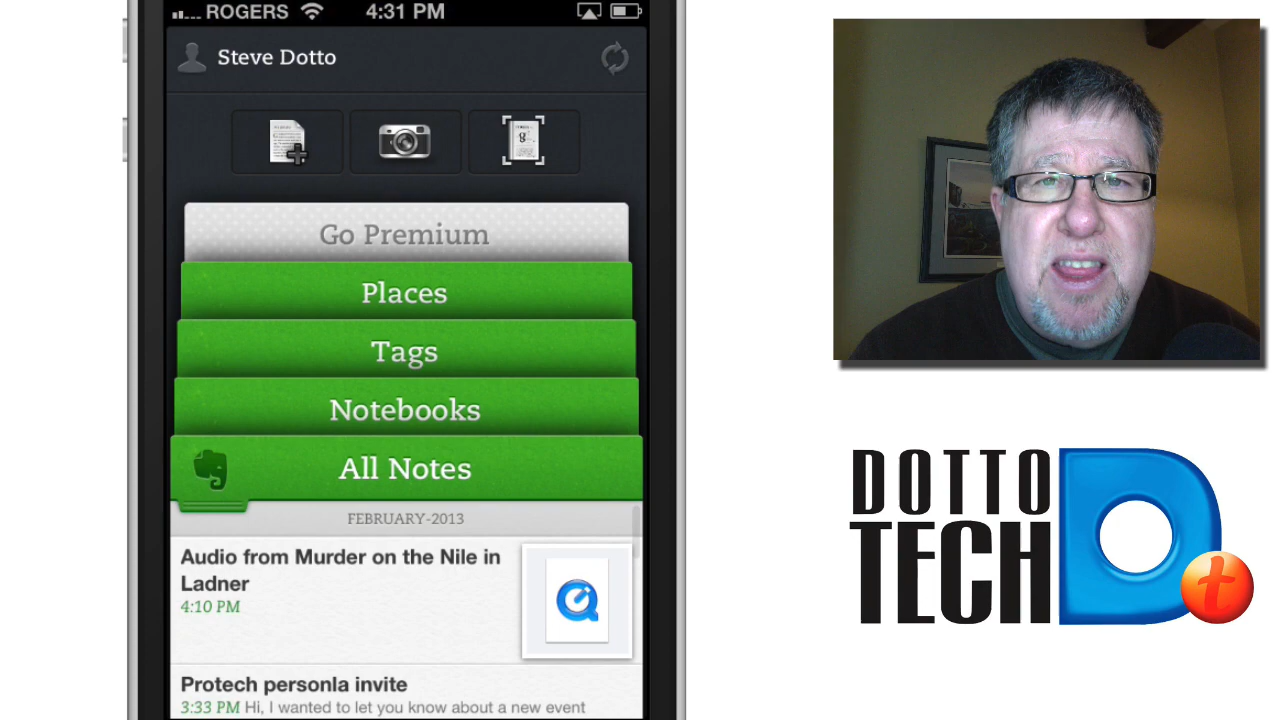 ROGERS 4:31 PM
Steve Dotto
Go Premium
Places
Tags
Notebooks
All Notes
FEBRUARY-2013
Audio from Murder on the Nile in
Ladner
4:10 PM
Protech personla invite
3:33 PM Hi, I wanted to let you know about a new event
DOTTO
TECH
D
t